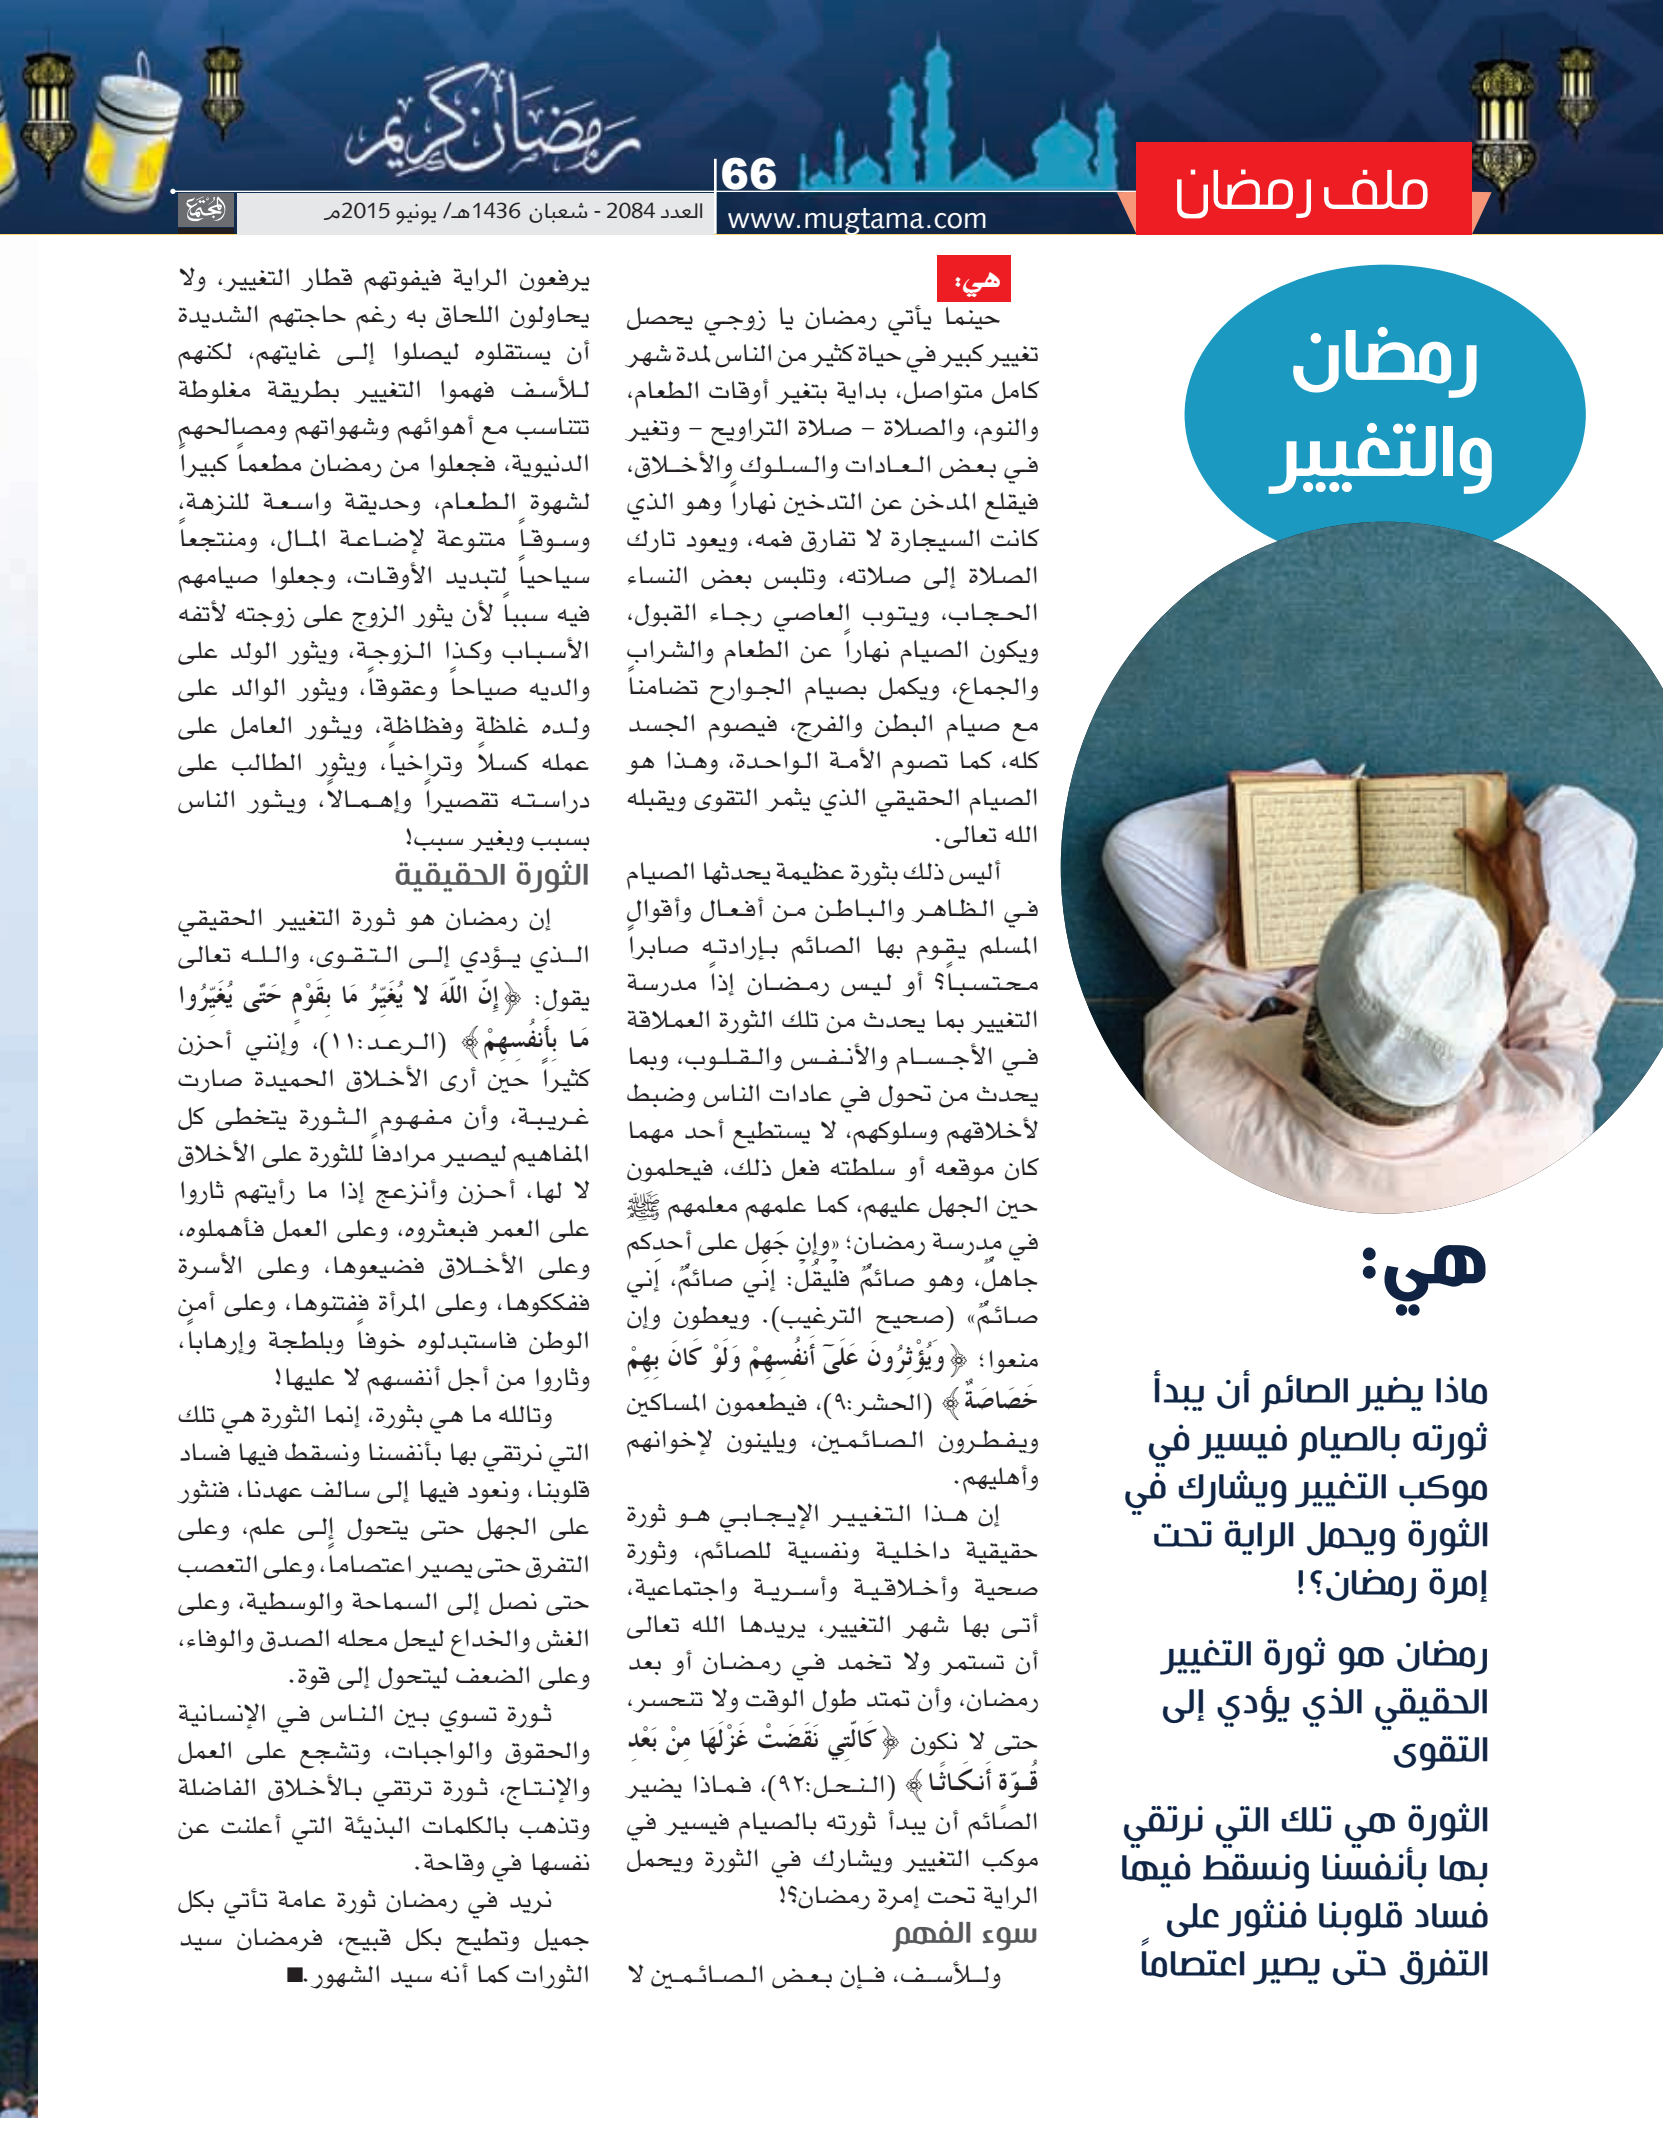 رمضان كريم
ملف رمضان
66
www.mugtama.com
العدد 2084 - شعبان 1436هـ/ يونيو 2015م
المجتمع
رمضان
والتغيير
هي:
ماذا يضير الصائم أن يبدأ
ثورته بالصيام فيسير في
موكب التغيير ويشارك في
الثورة ويحمل الراية تحت
إمرة رمضان؟!
رمضان هو ثورة التغيير
الحقيقي الذي يؤدي إلى
التقوى
الثورة هي تلك التي نرتقي
بها بأنفسنا ونسقط فيها
فساد قلوبنا فنثور على
التفرق حتى يصير اعتصاماً
هي:
حينما يأتي رمضان يا زوجي يحصل
تغيير كبير في حياة كثير من الناس لمدة شهر
كامل متواصل، بداية بتغير أوقات الطعام،
والنوم، والصلاة – صلاة التراويح – وتغير
في بعض العادات والسلوك والأخلاق،
فيقلع المدخن عن التدخين نهاراً وهو الذي
كانت السيجارة لا تفارق فمه، ويعود تارك
الصلاة إلى صلاته، وتلبس بعض النساء
الحجاب، ويتوب العاصي رجاء القبول،
ويكون الصيام نهاراً عن الطعام والشراب
والجماع، ويكمل بصيام الجوارح تضامناً
مع صيام البطن والفرج، فيصوم الجسد
كله، كما تصوم الأمة الواحدة، وهذا هو
الصيام الحقيقي الذي يثمر التقوى ويقبله
الله تعالى.
أليس ذلك بثورة عظيمة يحدثها الصيام
في الظاهر والباطن من أفعال وأقوال
المسلم يقوم بها الصائم بإرادته صابراً
محتسباً؟ أو ليس رمضان إذاً مدرسة
التغيير بما يحدث من تلك الثورة العملاقة
في الأجسام والأنفس والقلوب، وبما
يحدث من تحول في عادات الناس وضبط
لأخلاقهم وسلوكهم، لا يستطيع أحد مهما
كان موقعه أو سلطته فعل ذلك، فيحلمون
حين الجهل عليهم، كما علمهم معلمهم ﷺ
في مدرسة رمضان؛ «وإن جَهِل على أحدِكم
جاهلٌ، وهو صائمٌ فلْيقُلْ: إنِّي صائمٌ، إني
صائمٌ» (صحيح الترغيب). ويعطون وإن
منعوا؛ ﴿وَيُؤْثِرُونَ عَلَىٰٓ أَنفُسِهِمْ وَلَوْ كَانَ بِهِمْ
خَصَاصَةٌ﴾ (الحشر:٩)، فيطعمون المساكين
ويفطرون الصائمين، ويلينون لإخوانهم
وأهليهم.
إن هذا التغيير الإيجابي هو ثورة
حقيقية داخلية ونفسية للصائم، وثورة
صحية وأخلاقية وأسرية واجتماعية،
أتى بها شهر التغيير، يريدها الله تعالى
أن تستمر ولا تخمد في رمضان أو بعد
رمضان، وأن تمتد طول الوقت ولا تنحسر،
حتى لا نكون ﴿كَالَّتِي نَقَضَتْ غَزْلَهَا مِنْ بَعْدِ
قُوَّةٍ أَنكَاثًا﴾ (النحل:٩٢)، فماذا يضير
الصائم أن يبدأ ثورته بالصيام فيسير في
موكب التغيير ويشارك في الثورة ويحمل
الراية تحت إمرة رمضان؟!
سوء الفهم
وللأسف، فإن بعض الصائمين لا
يرفعون الراية فيفوتهم قطار التغيير، ولا
يحاولون اللحاق به رغم حاجتهم الشديدة
أن يستقلوه ليصلوا إلى غايتهم، لكنهم
للأسف فهموا التغيير بطريقة مغلوطة
تتناسب مع أهوائهم وشهواتهم ومصالحهم
الدنيوية، فجعلوا من رمضان مطعماً كبيراً
لشهوة الطعام، وحديقة واسعة للنزهة،
وسوقاً متنوعة لإضاعة المال، ومنتجعاً
سياحياً لتبديد الأوقات، وجعلوا صيامهم
فيه سبباً لأن يثور الزوج على زوجته لأتفه
الأسباب وكذا الزوجة، ويثور الولد على
والديه صياحاً وعقوقاً، ويثور الوالد على
ولده غلظة وفظاظة، ويثور العامل على
عمله كسلاً وتراخياً، ويثور الطالب على
دراسته تقصيراً وإهمالاً، ويثور الناس
بسبب وبغير سبب!
الثورة الحقيقية
إن رمضان هو ثورة التغيير الحقيقي
الذي يؤدي إلى التقوى، والله تعالى
يقول: ﴿إِنَّ اللَّهَ لا يُغَيِّرُ مَا بِقَوْمٍ حَتَّى يُغَيِّرُوا
مَا بِأَنفُسِهِمْ﴾ (الرعد:١١)، وإنني أحزن
كثيراً حين أرى الأخلاق الحميدة صارت
غريبة، وأن مفهوم الثورة يتخطى كل
المفاهيم ليصير مرادفاً للثورة على الأخلاق
لا لها، أحزن وأنزعج إذا ما رأيتهم ثاروا
على العمر فبعثروه، وعلى العمل فأهملوه،
وعلى الأخلاق فضيعوها، وعلى الأسرة
ففككوها، وعلى المرأة ففتنوها، وعلى أمن
الوطن فاستبدلوه خوفاً وبلطجة وإرهاباً،
وثاروا من أجل أنفسهم لا عليها!
وتالله ما هي بثورة، إنما الثورة هي تلك
التي نرتقي بها بأنفسنا ونسقط فيها فساد
قلوبنا، ونعود فيها إلى سالف عهدنا، فنثور
على الجهل حتى يتحول إلى علم، وعلى
التفرق حتى يصير اعتصاماً، وعلى التعصب
حتى نصل إلى السماحة والوسطية، وعلى
الغش والخداع ليحل محله الصدق والوفاء،
وعلى الضعف ليتحول إلى قوة.
ثورة تسوي بين الناس في الإنسانية
والحقوق والواجبات، وتشجع على العمل
والإنتاج، ثورة ترتقي بالأخلاق الفاضلة
وتذهب بالكلمات البذيئة التي أعلنت عن
نفسها في وقاحة.
نريد في رمضان ثورة عامة تأتي بكل
جميل وتطيح بكل قبيح، فرمضان سيد
الثورات كما أنه سيد الشهور.■